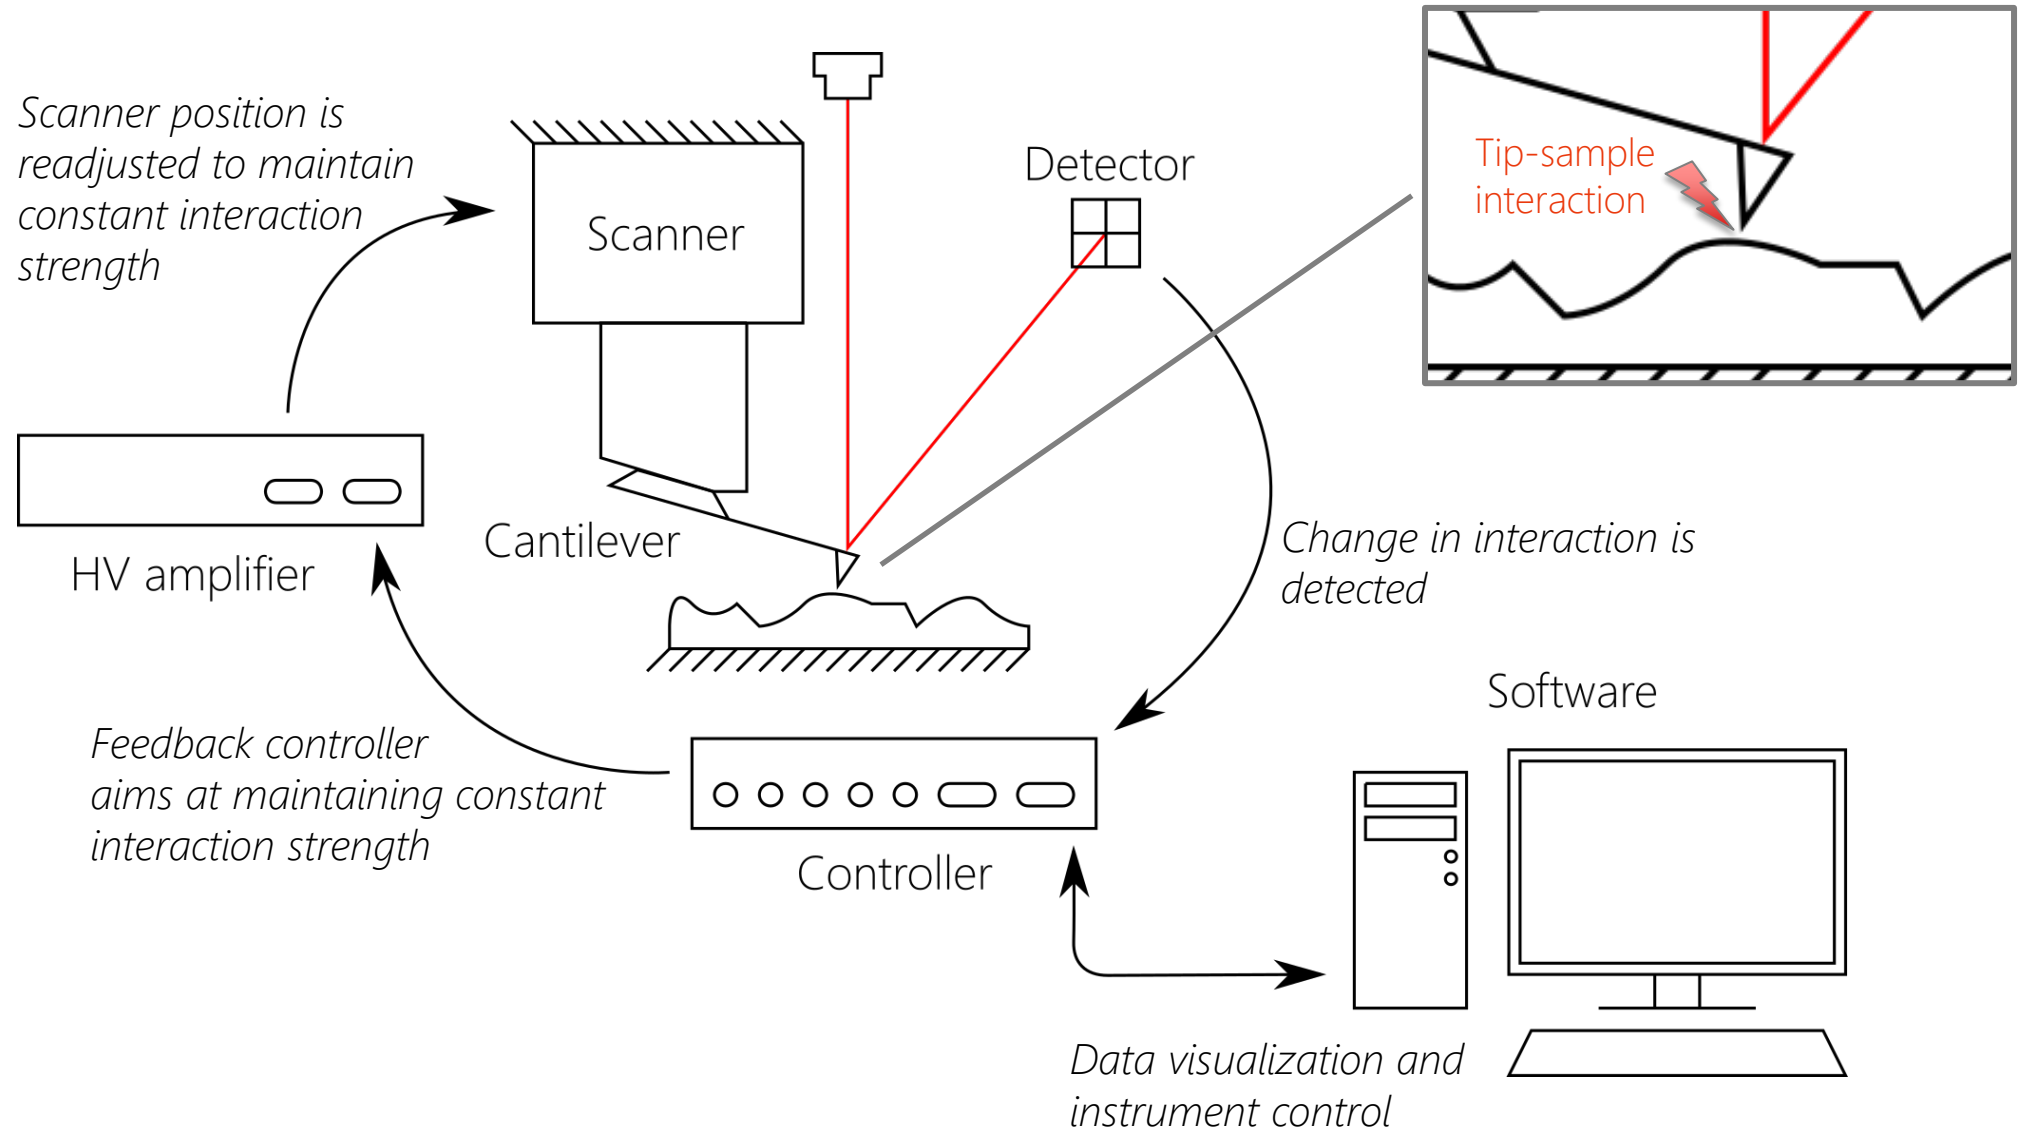 Scanner position is
readjusted to maintain
constant interaction
strength
Scanner
Detector
Tip-sample
interaction
HV amplifier
Cantilever
Change in interaction is
detected
Feedback controller
aims at maintaining constant
interaction strength
Controller
Software
Data visualization and
instrument control